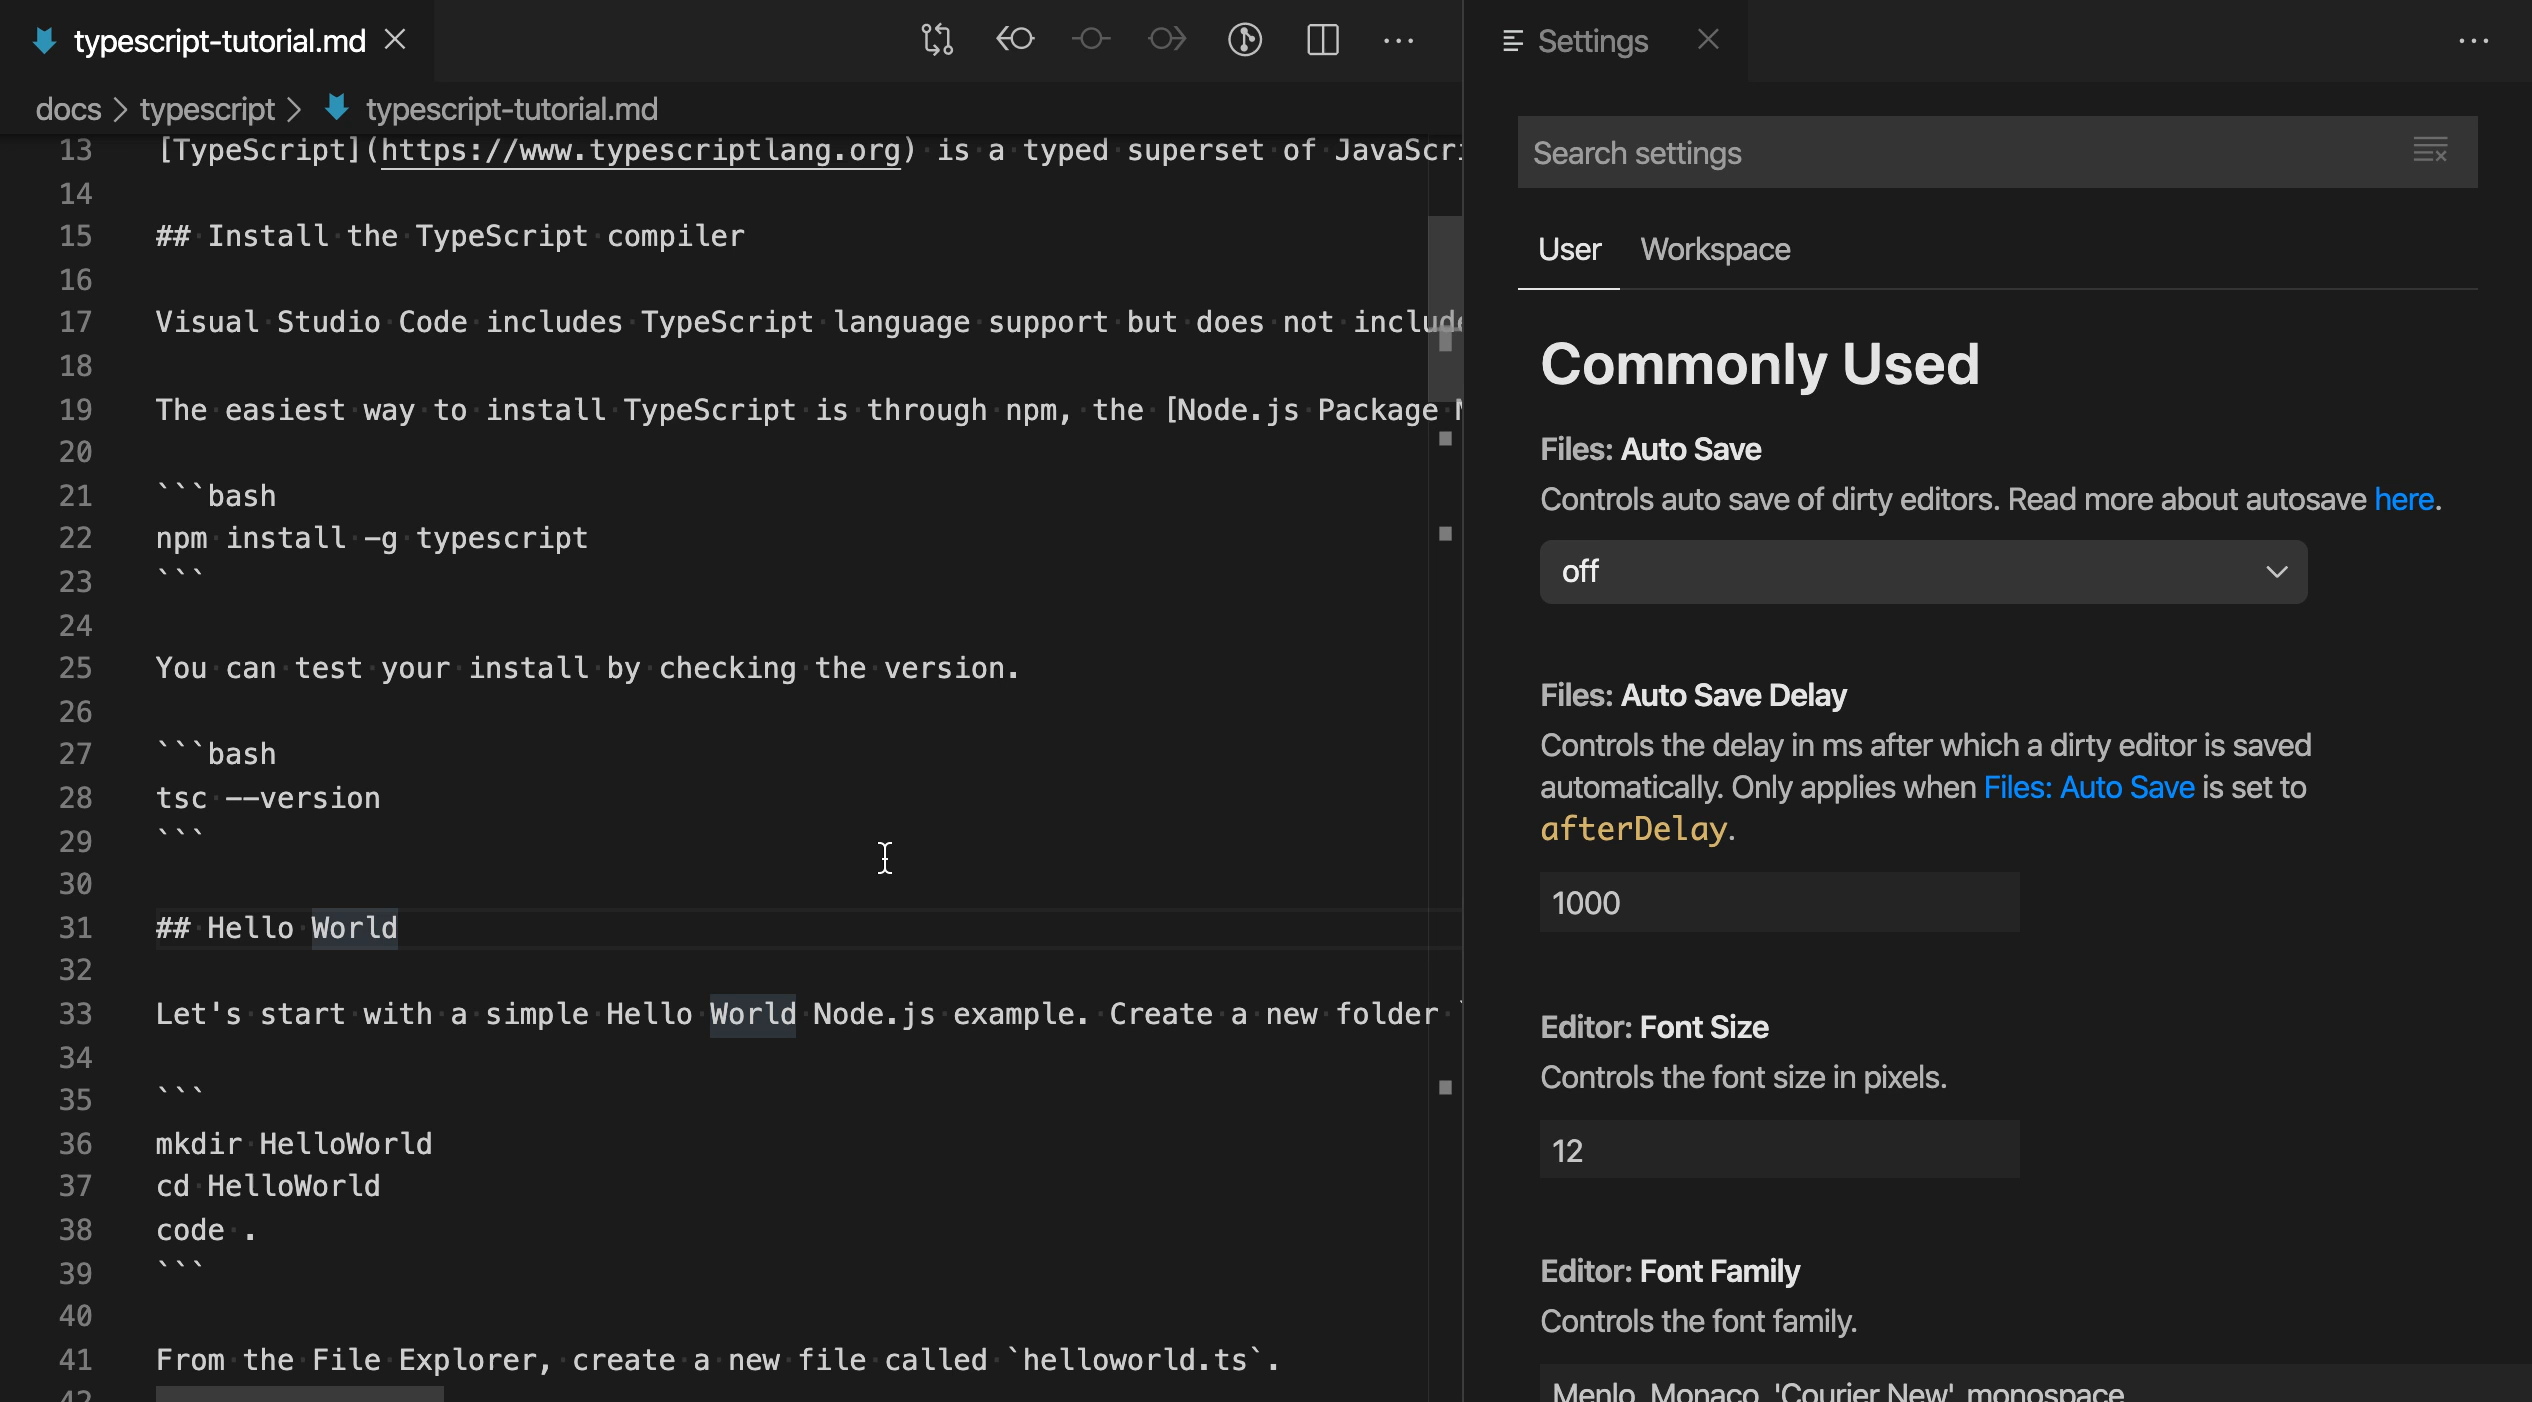 typescript-tutorial.md
docs > typescript > typescript-tutorial.md
13 [TypeScript](https://www.typescriptlang.org) is a typed superset of JavaScri
14
15 ## Install the TypeScript compiler
16
17 Visual Studio Code includes TypeScript language support but does not include
18
19 The easiest way to install TypeScript is through npm, the [Node.js Package
20
21 ```bash
22 npm install -g typescript
23 ```
24
25 You can test your install by checking the version.
26
27 ```bash
28 tsc --version
29 ```
30
31 ## Hello World
32
33 Let's start with a simple Hello World Node.js example. Create a new folder `
34
35 ```
36 mkdir HelloWorld
37 cd HelloWorld
38 code .
39 ```
40
41 From the File Explorer, create a new file called `helloworld.ts`.
42
Settings
Search settings
User Workspace
Commonly Used
Files: Auto Save
Controls auto save of dirty editors. Read more about autosave here.
off
Files: Auto Save Delay
Controls the delay in ms after which a dirty editor is saved
automatically. Only applies when Files: Auto Save is set to
afterDelay.
1000
Editor: Font Size
Controls the font size in pixels.
12
Editor: Font Family
Controls the font family.
Menlo, Monaco, 'Courier New', monospace